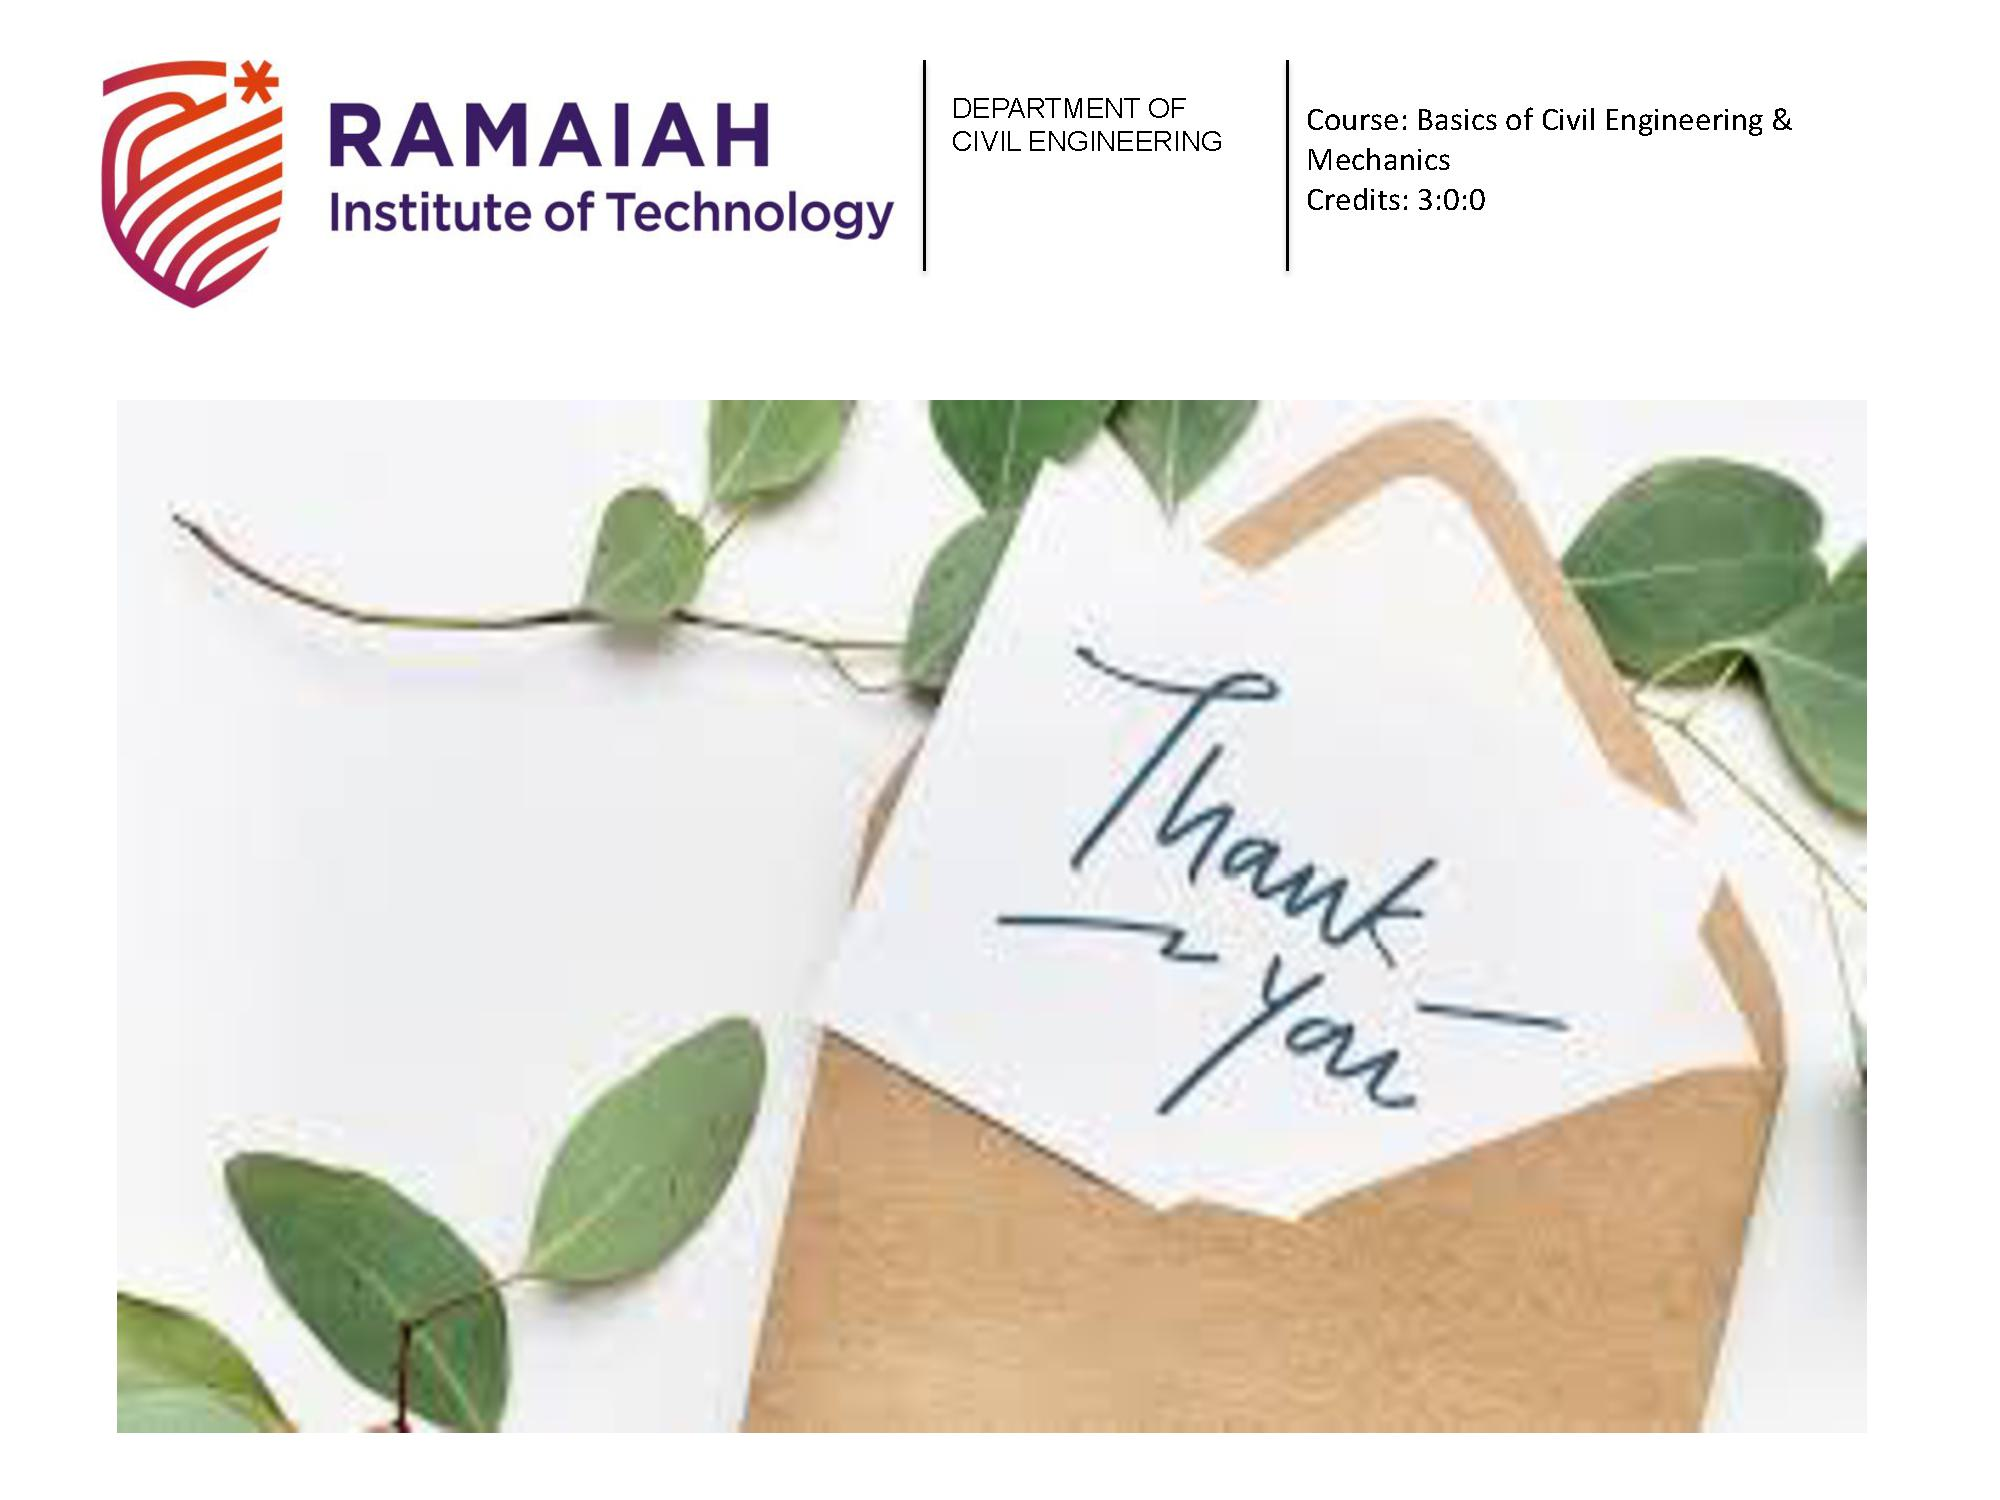 RAMAIAH
Institute of Technology
DEPARTMENT OF
CIVIL ENGINEERING
Course: Basics of Civil Engineering &
Mechanics
Credits: 3:0:0
Thank
You